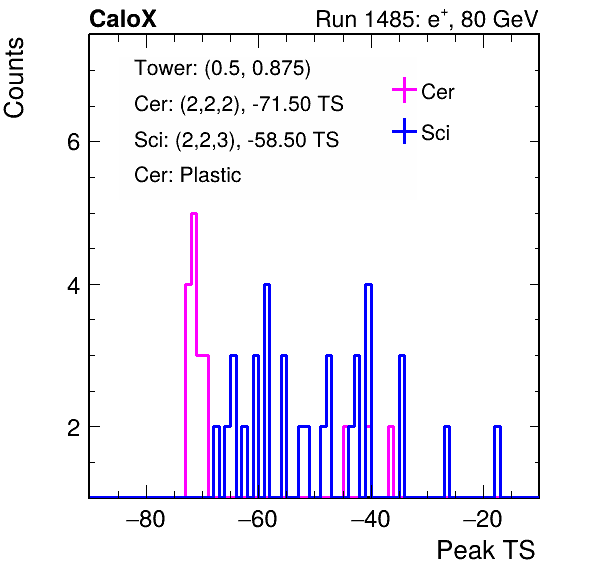 CaloX Run 1485: e⁺, 80 GeV
Counts
Tower: (0.5, 0.875)
Cer: (2,2,2), -71.50 TS
Sci: (2,2,3), -58.50 TS
Cer: Plastic
Cer
Sci
6
4
2
−80 −60 −40 −20
Peak TS